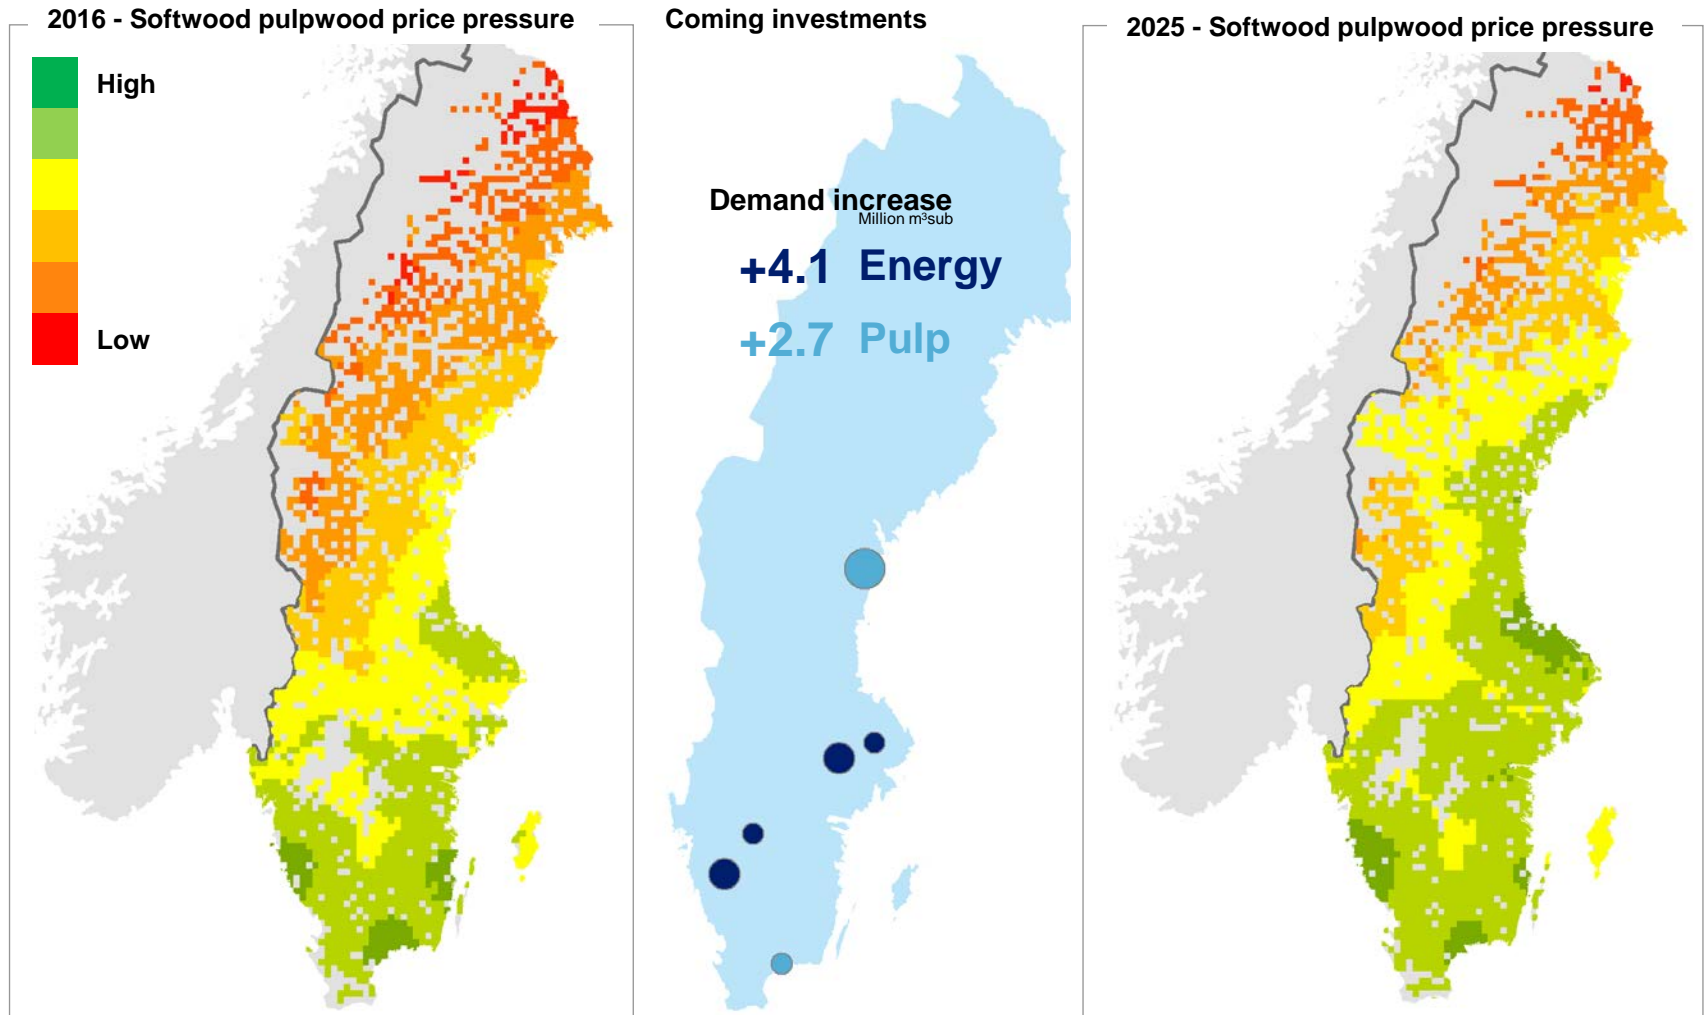 2016 - Softwood pulpwood price pressure
High
Low
Coming investments
Demand increase
Million m³sub
+4.1 Energy
+2.7 Pulp
2025 - Softwood pulpwood price pressure